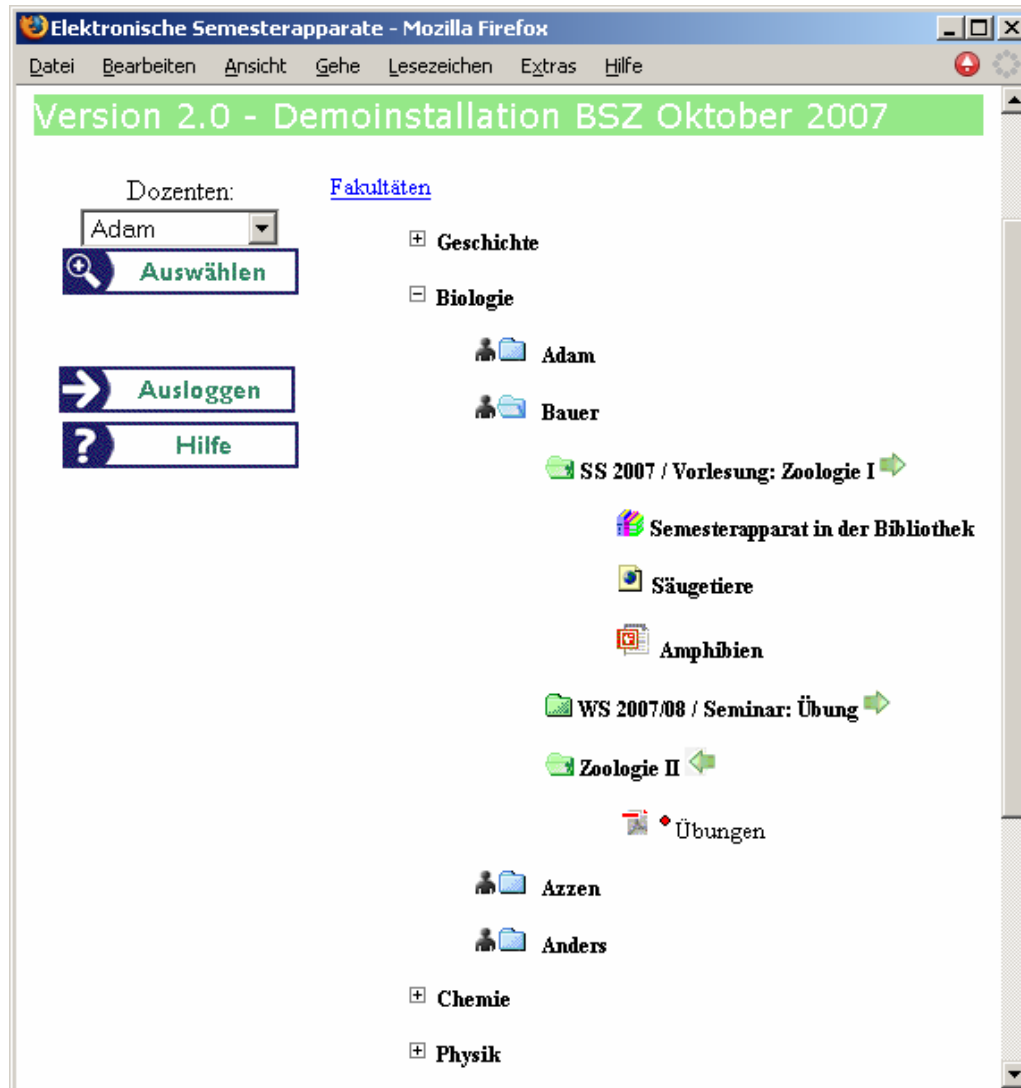 Elektronische Semesterapparate - Mozilla Firefox
Datei Bearbeiten Ansicht Gehe Lesezeichen Extras Hilfe
Version 2.0 - Demoinstallation BSZ Oktober 2007
Dozenten:
Adam
Auswählen
Ausloggen
Hilfe
Fakultäten
Geschichte
Biologie
Adam
Bauer
SS 2007 / Vorlesung: Zoologie I
Semesterapparat in der Bibliothek
Säugetiere
Amphibien
WS 2007/08 / Seminar: Übung
Zoologie II
Übungen
Azzen
Anders
Chemie
Physik